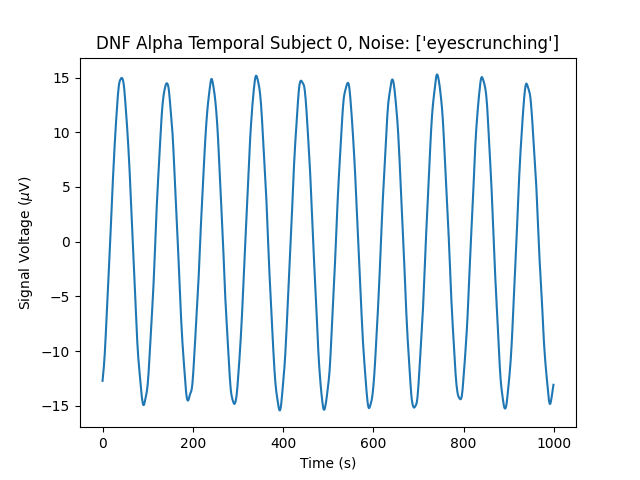 DNF Alpha Temporal Subject 0, Noise: ['eyescrunching']
15
10
5
0
−5
−10
−15
Signal Voltage (μV)
0 200 400 600 800 1000
Time (s)